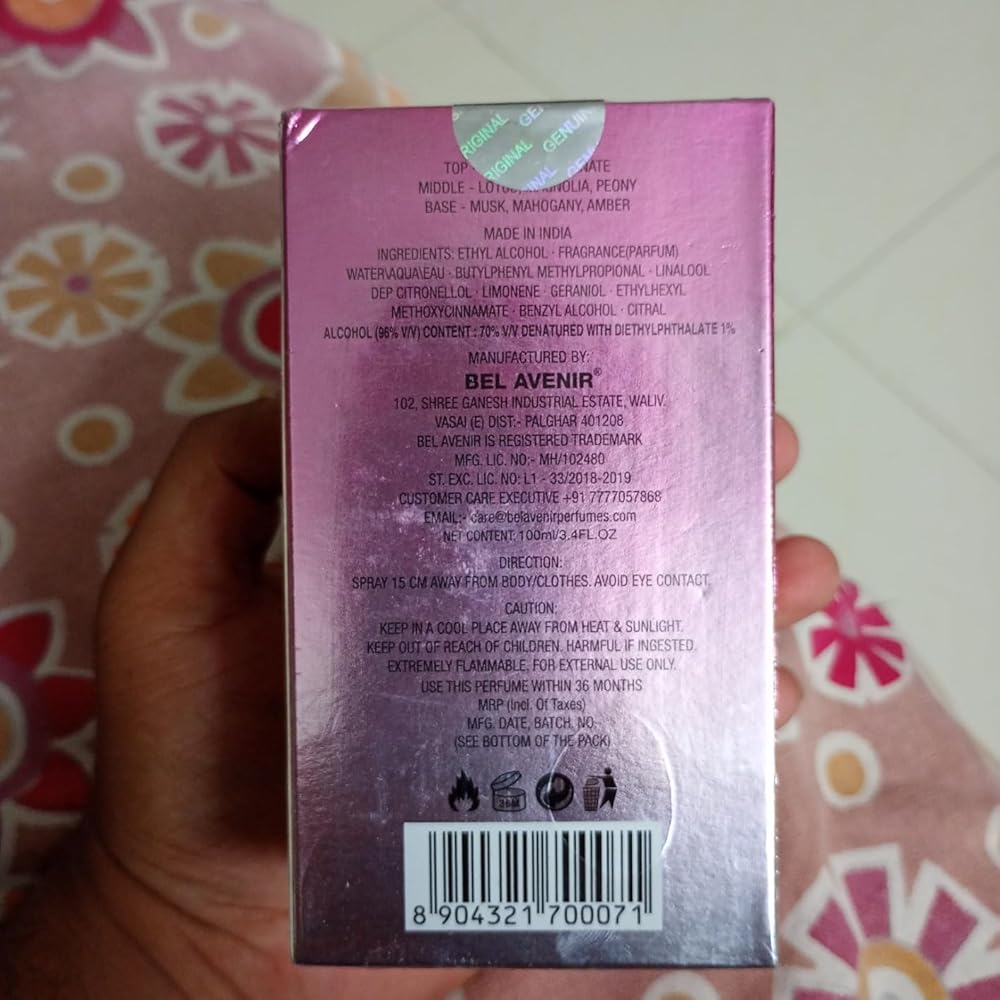 RIGINAL GE
RIGINAL GENUIN
INAL GEN
TOP NATE
MIDDLE - LOTUS, MAGNOLIA, PEONY
BASE - MUSK, MAHOGANY, AMBER
MADE IN INDIA
INGREDIENTS: ETHYL ALCOHOL · FRAGRANCE(PARFUM)
WATER\AQUA\EAU · BUTYLPHENYL METHYLPROPIONAL · LINALOOL
DEP CITRONELLOL · LIMONENE · GERANIOL · ETHYLHEXYL
METHOXYCINNAMATE · BENZYL ALCOHOL · CITRAL
ALCOHOL (96% V/V) CONTENT : 70% V/V DENATURED WITH DIETHYLPHTHALATE 1%
MANUFACTURED BY:
BEL AVENIR®
102, SHREE GANESH INDUSTRIAL ESTATE, WALIV.
VASAI (E) DIST:- PALGHAR 401208
BEL AVENIR IS REGISTERED TRADEMARK
MFG. LIC. NO:- MH/102480
ST. EXC. LIC. NO: L1 - 33/2018-2019
CUSTOMER CARE EXECUTIVE +91 7777057868
EMAIL:- care@belavenirperfumes.com
NET CONTENT: 100ml/3.4FL.OZ
DIRECTION:
SPRAY 15 CM AWAY FROM BODY/CLOTHES. AVOID EYE CONTACT.
CAUTION:
KEEP IN A COOL PLACE AWAY FROM HEAT & SUNLIGHT.
KEEP OUT OF REACH OF CHILDREN. HARMFUL IF INGESTED.
EXTREMELY FLAMMABLE. FOR EXTERNAL USE ONLY.
USE THIS PERFUME WITHIN 36 MONTHS
MRP (Incl. Of Taxes)
MFG. DATE, BATCH. NO.
(SEE BOTTOM OF THE PACK)
36M
8 904321 700071